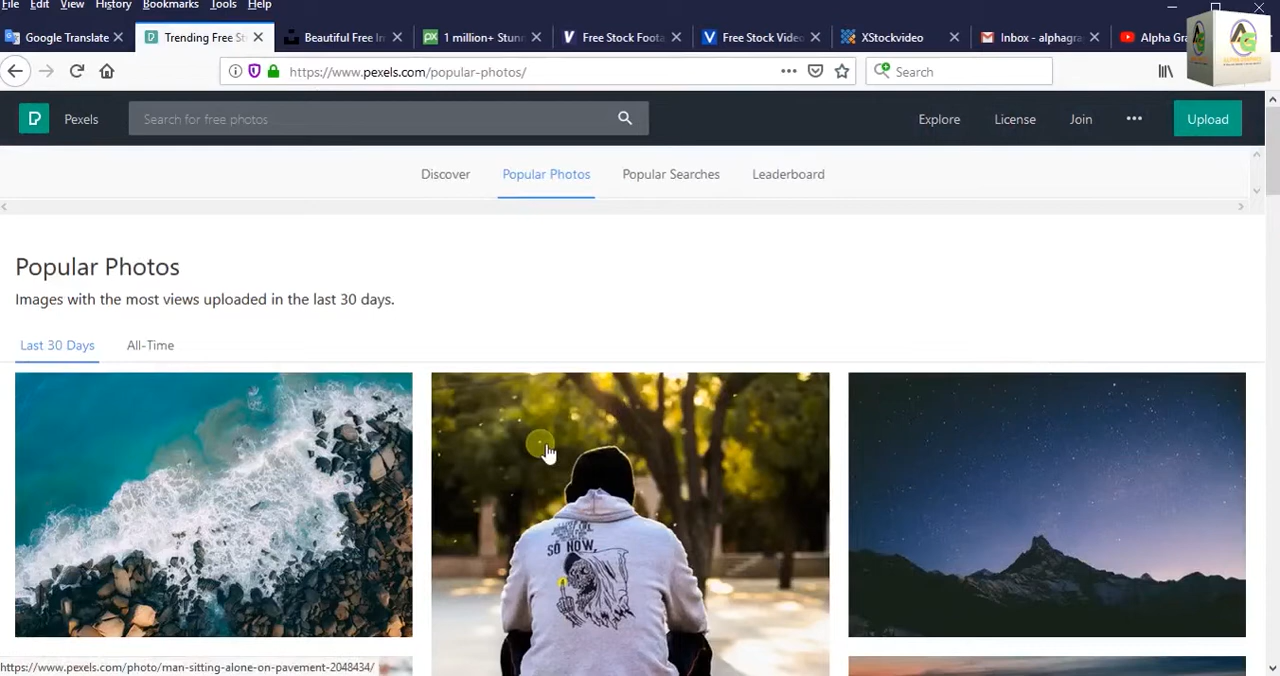 File Edit View History Bookmarks Tools Help
Google Translate Trending Free St Beautiful Free Im 1 million+ Stunn Free Stock Foota Free Stock Video XStockvideo Inbox - alphagra Alpha Gra
https://www.pexels.com/popular-photos/ Search
Pexels Search for free photos... Explore License Join Upload
Discover Popular Photos Popular Searches Leaderboard
Popular Photos
Images with the most views uploaded in the last 30 days.
Last 30 Days All-Time
SO NOW,
https://www.pexels.com/photo/man-sitting-alone-on-pavement-2048434/